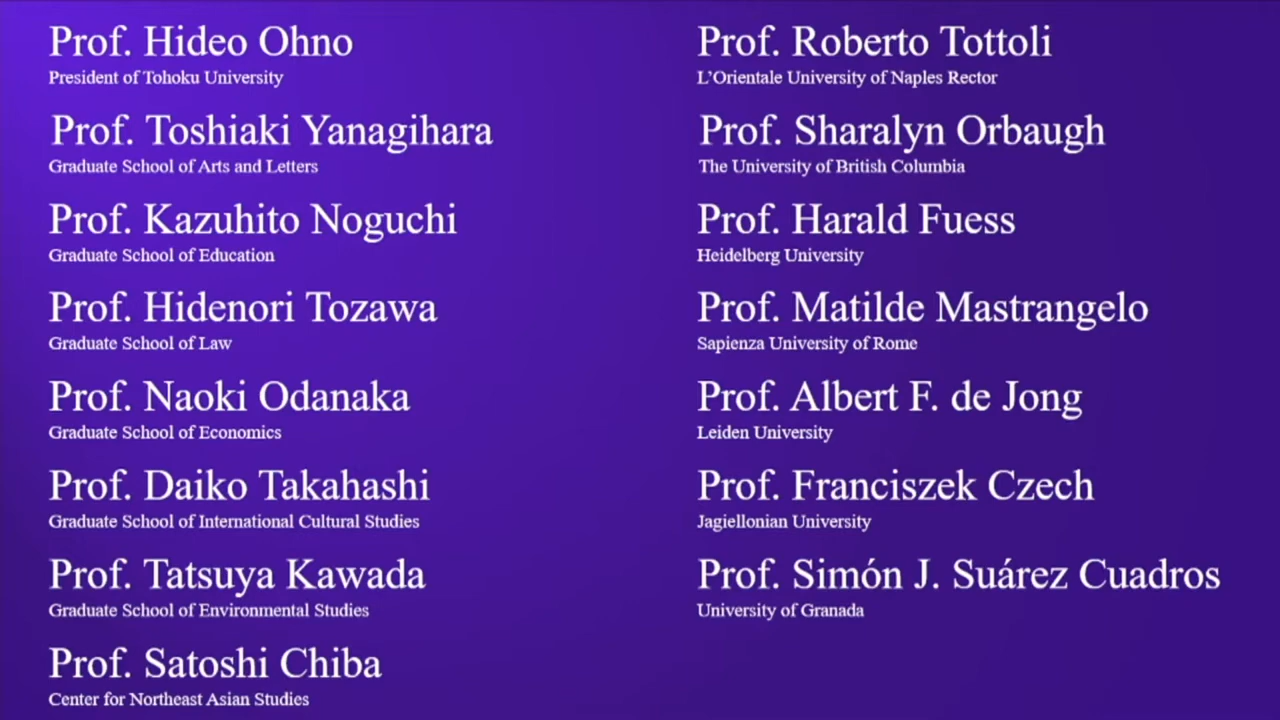 Prof. Hideo Ohno
President of Tohoku University
Prof. Toshiaki Yanagihara
Graduate School of Arts and Letters
Prof. Kazuhito Noguchi
Graduate School of Education
Prof. Hidenori Tozawa
Graduate School of Law
Prof. Naoki Odanaka
Graduate School of Economics
Prof. Daiko Takahashi
Graduate School of International Cultural Studies
Prof. Tatsuya Kawada
Graduate School of Environmental Studies
Prof. Satoshi Chiba
Center for Northeast Asian Studies
Prof. Roberto Tottoli
L’Orientale University of Naples Rector
Prof. Sharalyn Orbaugh
The University of British Columbia
Prof. Harald Fuess
Heidelberg University
Prof. Matilde Mastrangelo
Sapienza University of Rome
Prof. Albert F. de Jong
Leiden University
Prof. Franciszek Czech
Jagiellonian University
Prof. Simón J. Suárez Cuadros
University of Granada